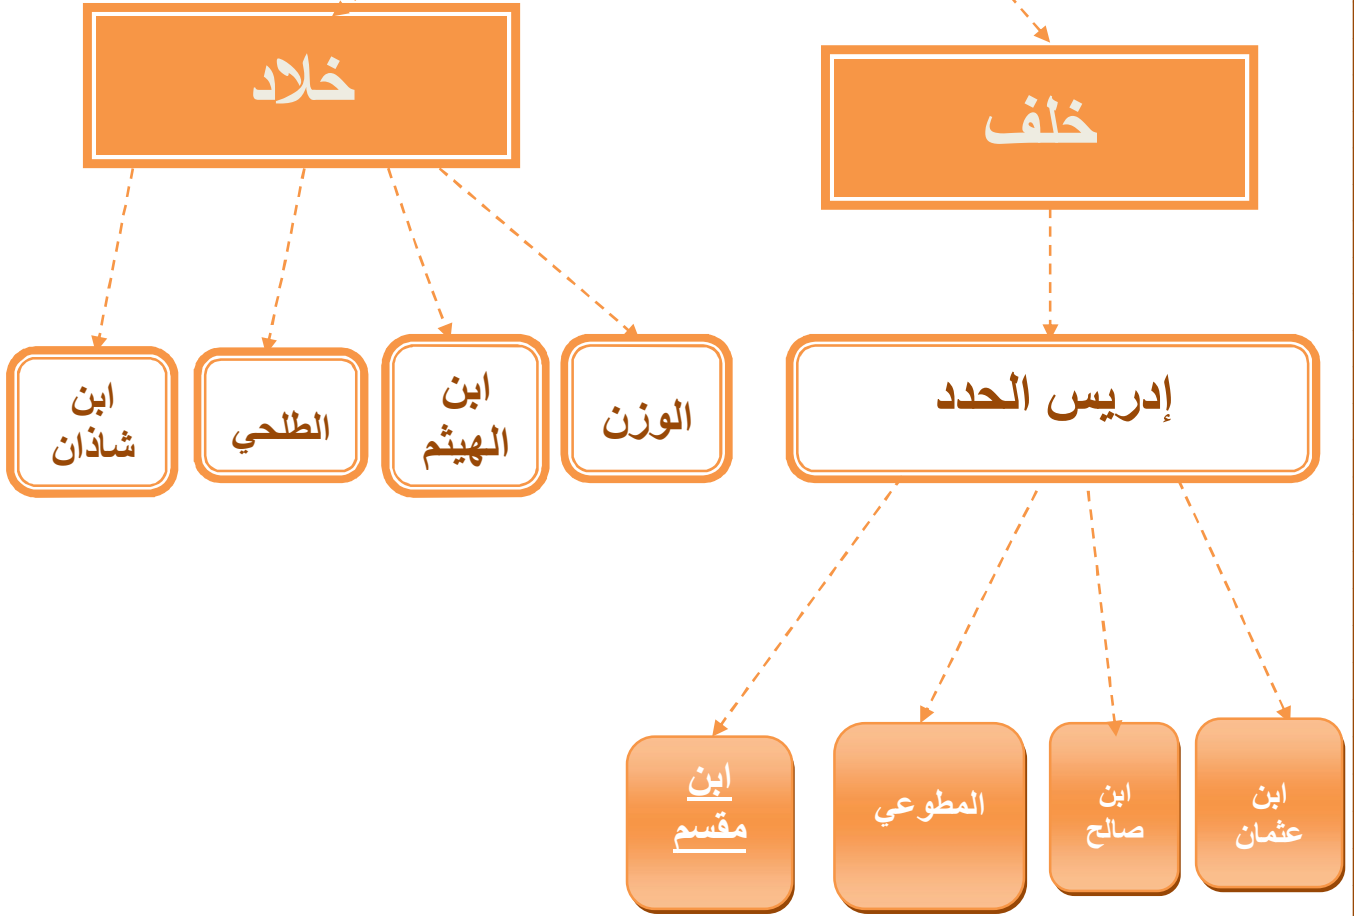 خلف
خلاد
إدريس الحدد
الوزن
ابن
الهيثم
الطلحي
ابن
شاذان
ابن
عثمان
ابن
صالح
المطوعي
ابن
مقسم